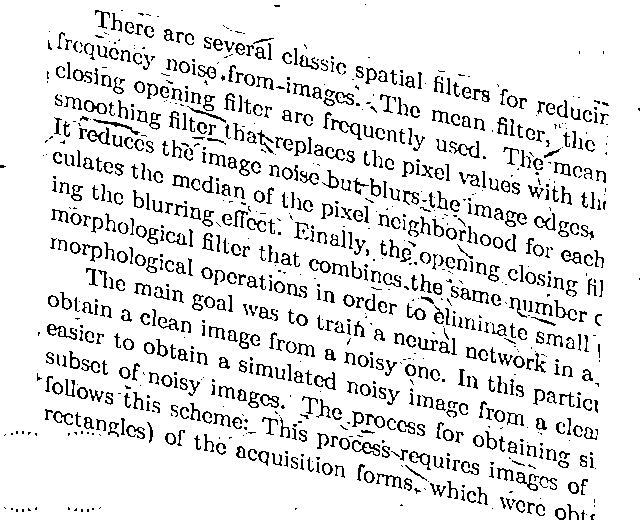 There are several classic spatial filters for reducin
frequency noise from images. The mean filter, the
closing opening filter are frequently used. The mean
smoothing filter that replaces the pixel values with the
It reduces the image noise but blurs the image edges.
culates the median of the pixel neighborhood for each
ing the blurring effect. Finally, the opening closing fil
morphological filter that combines the same number o
morphological operations in order to eliminate small
The main goal was to train a neural network in a
obtain a clean image from a noisy one. In this particu
easier to obtain a simulated noisy image from a clea
subset of noisy images. The process for obtaining si
follows this scheme: This process requires images of
rectangles) of the acquisition forms, which were obt